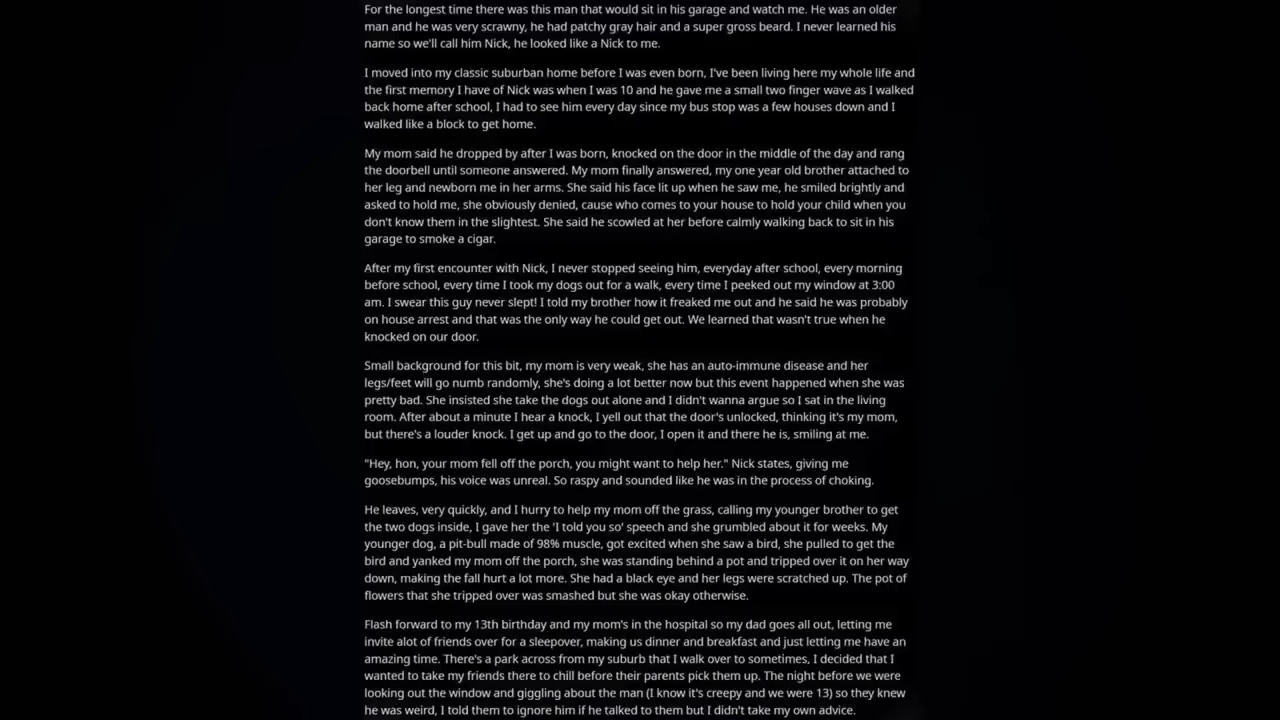 For the longest time there was this man that would sit in his garage and watch me. He was an older
man and he was very scrawny, he had patchy gray hair and a super gross beard. I never learned his
name so we'll call him Nick, he looked like a Nick to me.
I moved into my classic suburban home before I was even born, I've been living here my whole life and
the first memory I have of Nick was when I was 10 and he gave me a small two finger wave as I walked
back home after school, I had to see him every day since my bus stop was a few houses down and I
walked like a block to get home.
My mom said he dropped by after I was born, knocked on the door in the middle of the day and rang
the doorbell until someone answered. My mom finally answered, my one year old brother attached to
her leg and newborn me in her arms. She said his face lit up when he saw me, he smiled brightly and
asked to hold me, she obviously denied, cause who comes to your house to hold your child when you
don't know them in the slightest. She said he scowled at her before calmly walking back to sit in his
garage to smoke a cigar.
After my first encounter with Nick, I never stopped seeing him, everyday after school, every morning
before school, every time I took my dogs out for a walk, every time I peeked out my window at 3:00
am. I swear this guy never slept! I told my brother how it freaked me out and he said he was probably
on house arrest and that was the only way he could get out. We learned that wasn't true when he
knocked on our door.
Small background for this bit, my mom is very weak, she has an auto-immune disease and her
legs/feet will go numb randomly, she's doing a lot better now but this event happened when she was
pretty bad. She insisted she take the dogs out alone and I didn't wanna argue so I sat in the living
room. After about a minute I hear a knock, I yell out that the door's unlocked, thinking it's my mom,
but there's a louder knock. I get up and go to the door, I open it and there he is, smiling at me.
"Hey, hon, your mom fell off the porch, you might want to help her." Nick states, giving me
goosebumps, his voice was unreal. So raspy and sounded like he was in the process of choking.
He leaves, very quickly, and I hurry to help my mom off the grass, calling my younger brother to get
the two dogs inside, I gave her the 'I told you so' speech and she grumbled about it for weeks. My
younger dog, a pit-bull made of 98% muscle, got excited when she saw a bird, she pulled to get the
bird and yanked my mom off the porch, she was standing behind a pot and tripped over it on her way
down, making the fall hurt a lot more. She had a black eye and her legs were scratched up. The pot of
flowers that she tripped over was smashed but she was okay otherwise.
Flash forward to my 13th birthday and my mom's in the hospital so my dad goes all out, letting me
invite alot of friends over for a sleepover, making us dinner and breakfast and just letting me have an
amazing time. There's a park across from my suburb that I walk over to sometimes, I decided that I
wanted to take my friends there to chill before their parents pick them up. The night before we were
looking out the window and giggling about the man (I know it's creepy and we were 13) so they knew
he was weird, I told them to ignore him if he talked to them but I didn't take my own advice.